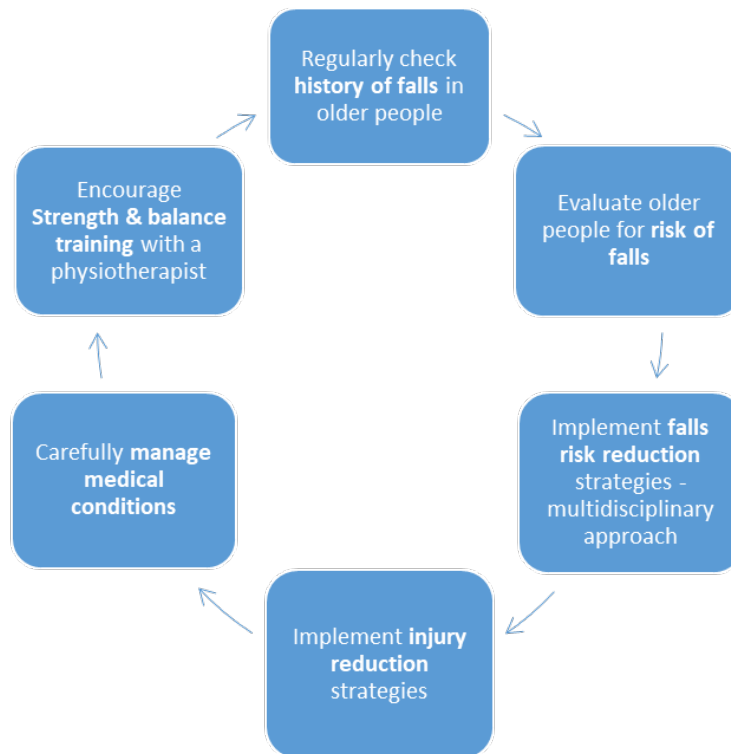 Regularly check
history of falls in
older people
Evaluate older
people for risk of
falls
Implement falls
risk reduction
strategies -
multidisciplinary
approach
Implement injury
reduction
strategies
Carefully manage
medical
conditions
Encourage
Strength & balance
training with a
physiotherapist